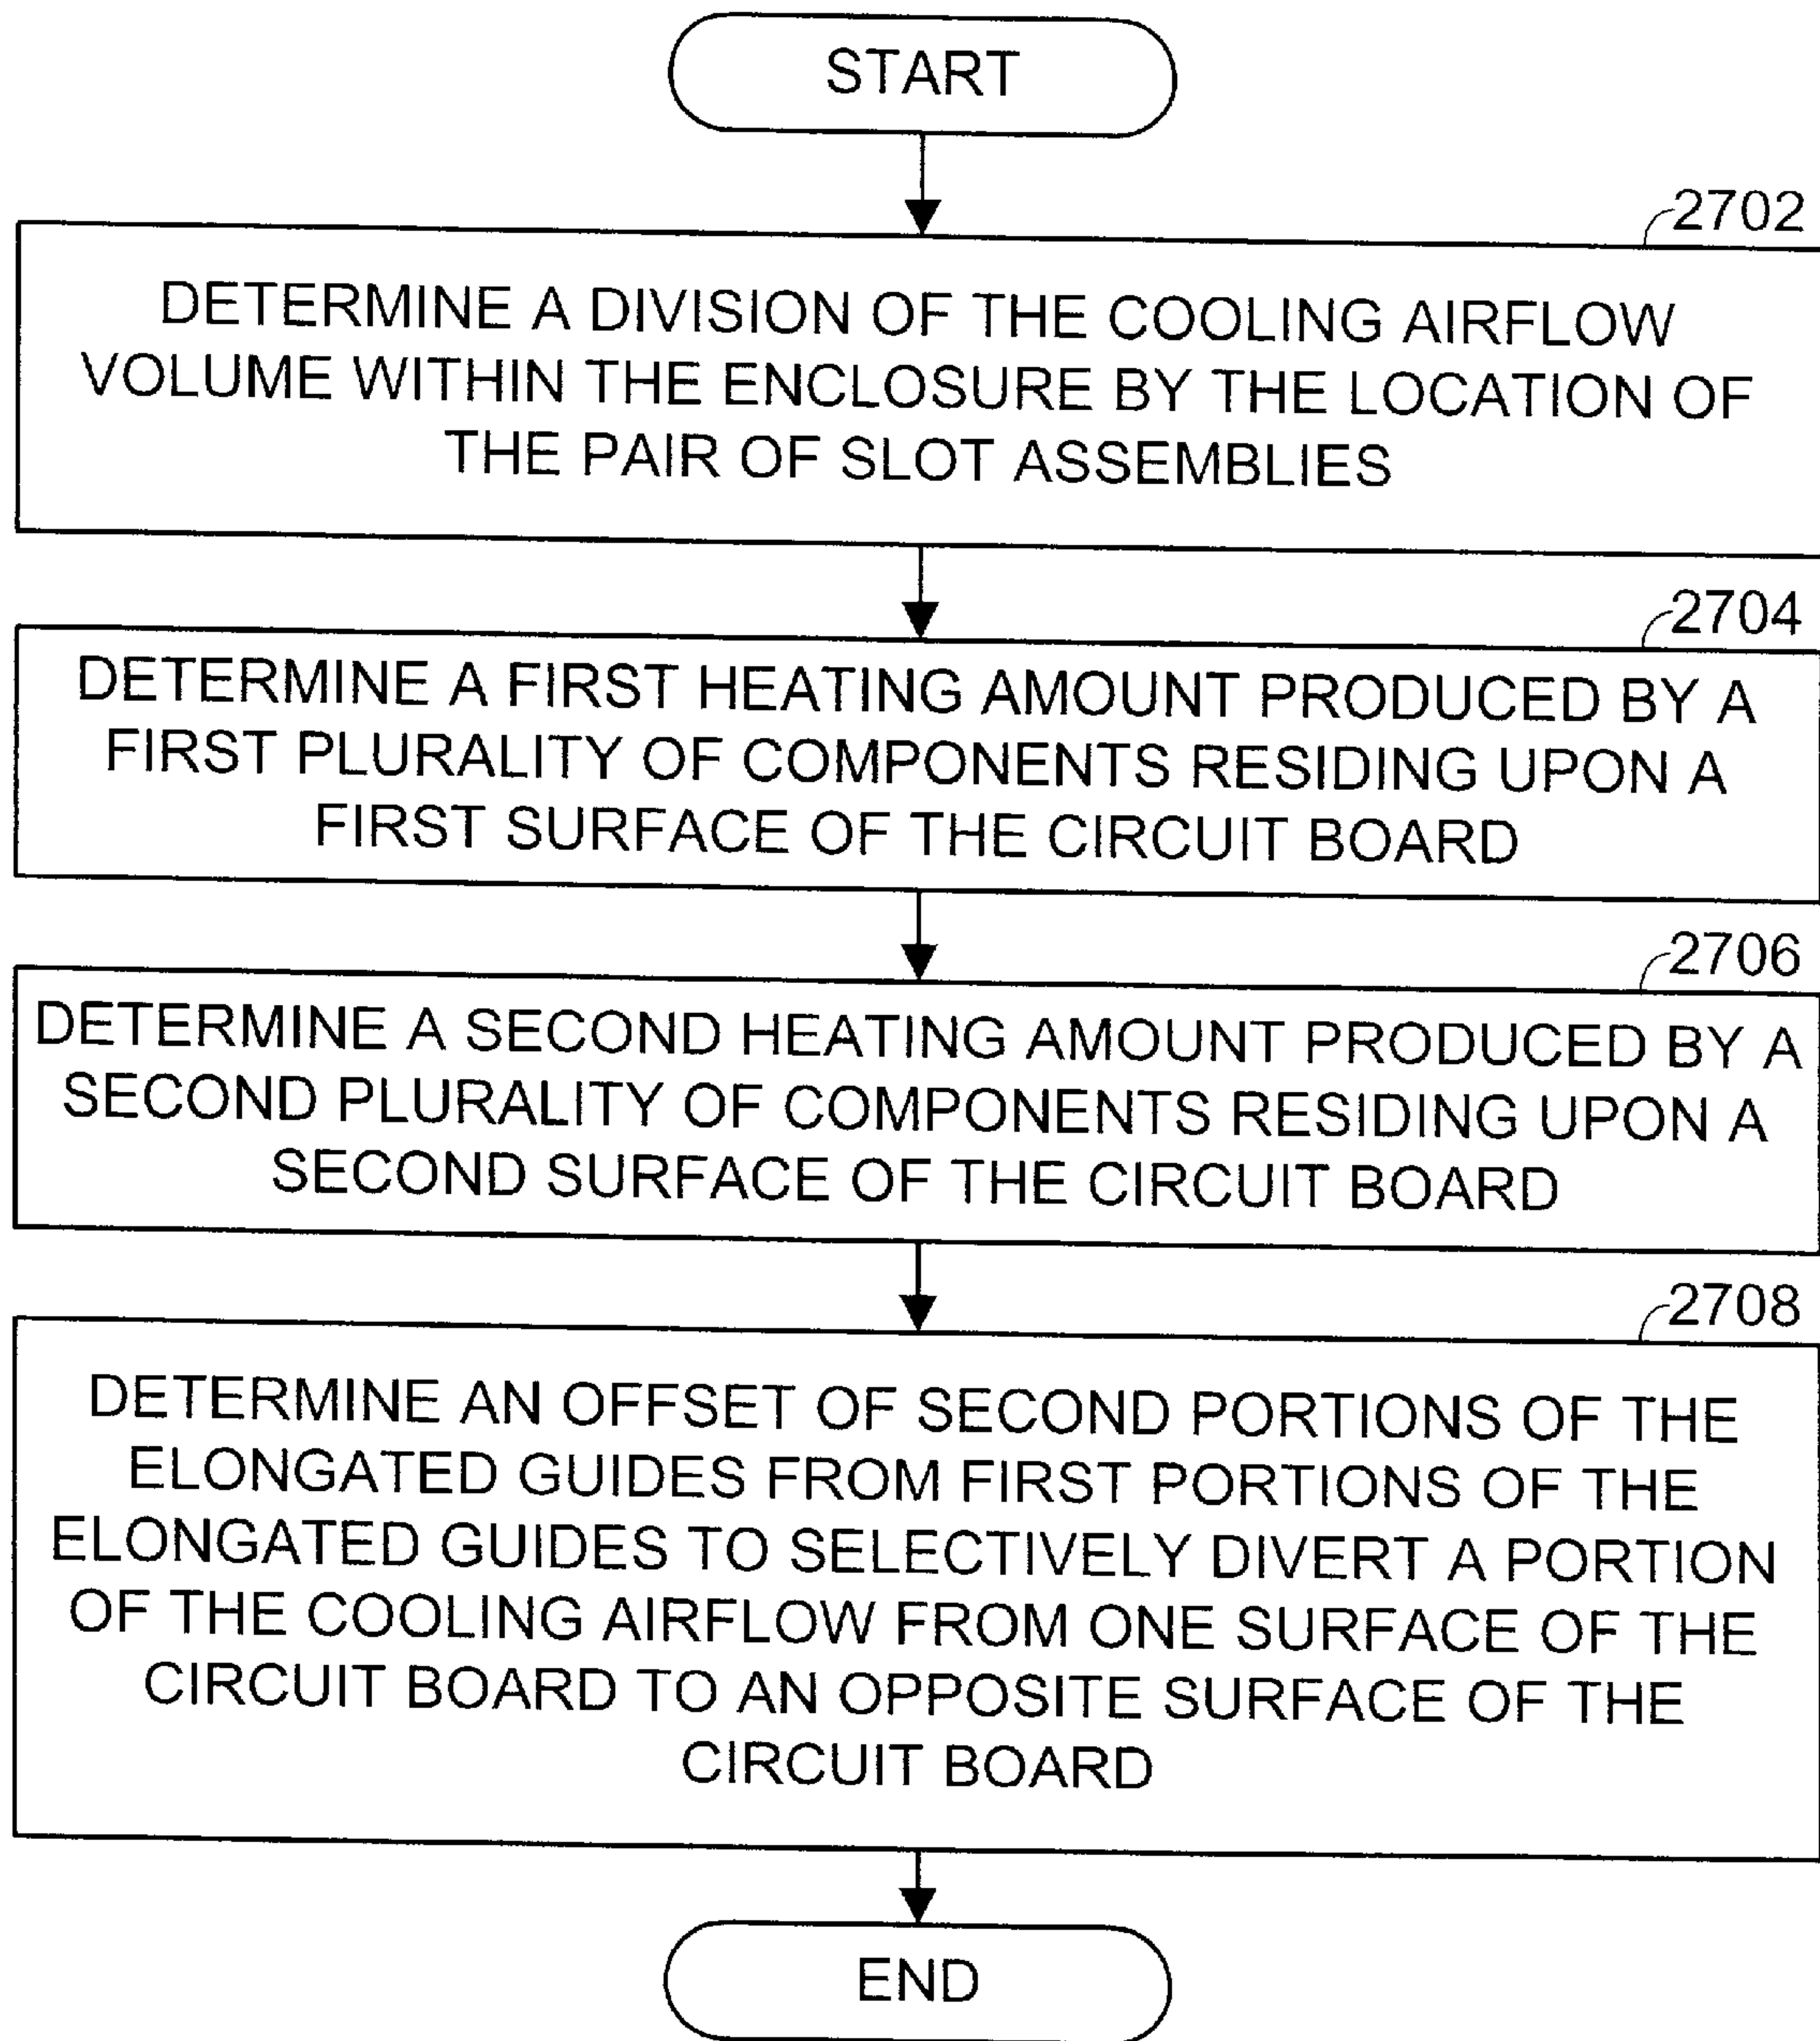 START
2702
DETERMINE A DIVISION OF THE COOLING AIRFLOW
VOLUME WITHIN THE ENCLOSURE BY THE LOCATION OF
THE PAIR OF SLOT ASSEMBLIES
2704
DETERMINE A FIRST HEATING AMOUNT PRODUCED BY A
FIRST PLURALITY OF COMPONENTS RESIDING UPON A
FIRST SURFACE OF THE CIRCUIT BOARD
2706
DETERMINE A SECOND HEATING AMOUNT PRODUCED BY A
SECOND PLURALITY OF COMPONENTS RESIDING UPON A
SECOND SURFACE OF THE CIRCUIT BOARD
2708
DETERMINE AN OFFSET OF SECOND PORTIONS OF THE
ELONGATED GUIDES FROM FIRST PORTIONS OF THE
ELONGATED GUIDES TO SELECTIVELY DIVERT A PORTION
OF THE COOLING AIRFLOW FROM ONE SURFACE OF THE
CIRCUIT BOARD TO AN OPPOSITE SURFACE OF THE
CIRCUIT BOARD
END